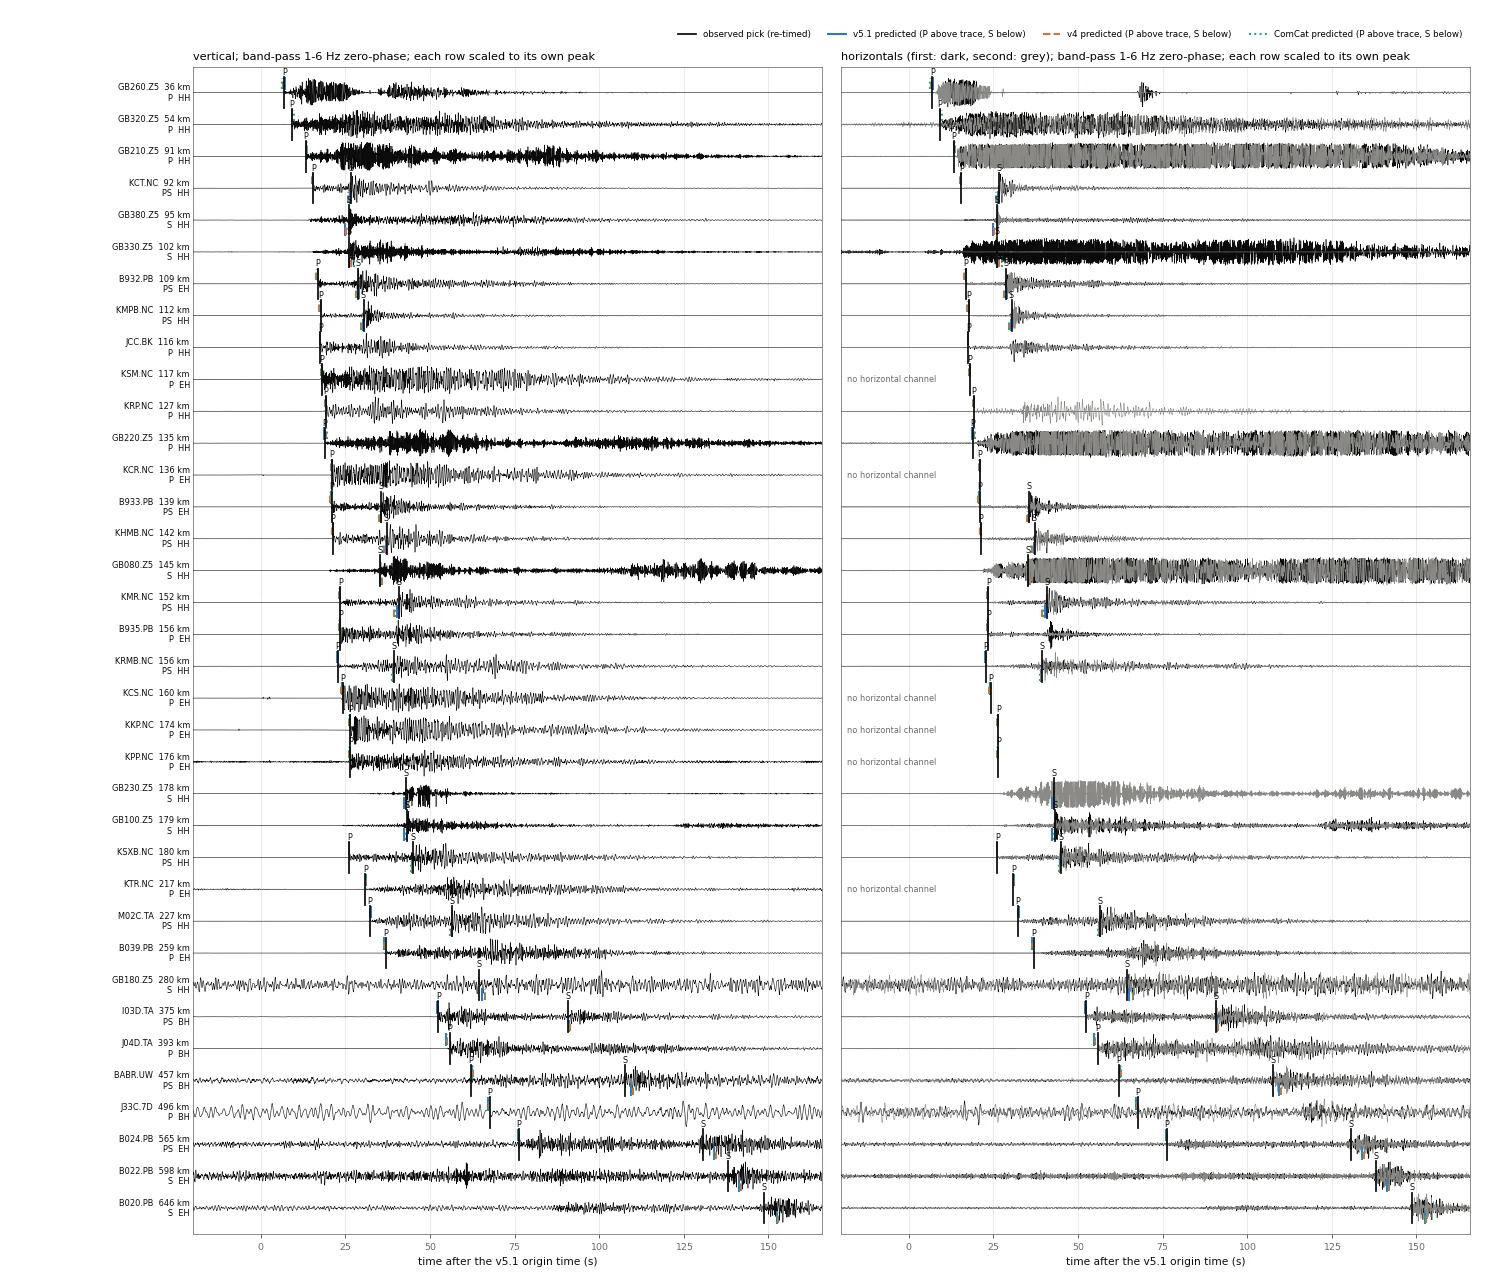 observed pick (re-timed)
v5.1 predicted (P above trace, S below)
v4 predicted (P above trace, S below)
ComCat predicted (P above trace, S below)
vertical; band-pass 1-6 Hz zero-phase; each row scaled to its own peak
horizontals (first: dark, second: grey); band-pass 1-6 Hz zero-phase; each row scaled to its own peak
GB260.Z5 36 km
P HH
GB320.Z5 54 km
P HH
GB210.Z5 91 km
P HH
KCT.NC 92 km
PS HH
GB380.Z5 95 km
S HH
GB330.Z5 102 km
S HH
B932.PB 109 km
PS EH
KMPB.NC 112 km
PS HH
JCC.BK 116 km
P HH
KSM.NC 117 km
P EH
no horizontal channel
KRP.NC 127 km
P HH
GB220.Z5 135 km
P HH
KCR.NC 136 km
P EH
no horizontal channel
B933.PB 139 km
PS EH
KHMB.NC 142 km
PS HH
GB080.Z5 145 km
S HH
KMR.NC 152 km
PS HH
B935.PB 156 km
P EH
KRMB.NC 156 km
PS HH
KCS.NC 160 km
P EH
no horizontal channel
KKP.NC 174 km
P EH
no horizontal channel
KPP.NC 176 km
P EH
no horizontal channel
GB230.Z5 178 km
S HH
GB100.Z5 179 km
S HH
KSXB.NC 180 km
PS HH
KTR.NC 217 km
P EH
no horizontal channel
M02C.TA 227 km
PS HH
B039.PB 259 km
P EH
GB180.Z5 280 km
S HH
I03D.TA 375 km
PS BH
J04D.TA 393 km
P BH
BABR.UW 457 km
PS BH
J33C.7D 496 km
P BH
B024.PB 565 km
PS EH
B022.PB 598 km
S EH
B020.PB 646 km
S EH
0 25 50 75 100 125 150
0 25 50 75 100 125 150
time after the v5.1 origin time (s)
time after the v5.1 origin time (s)